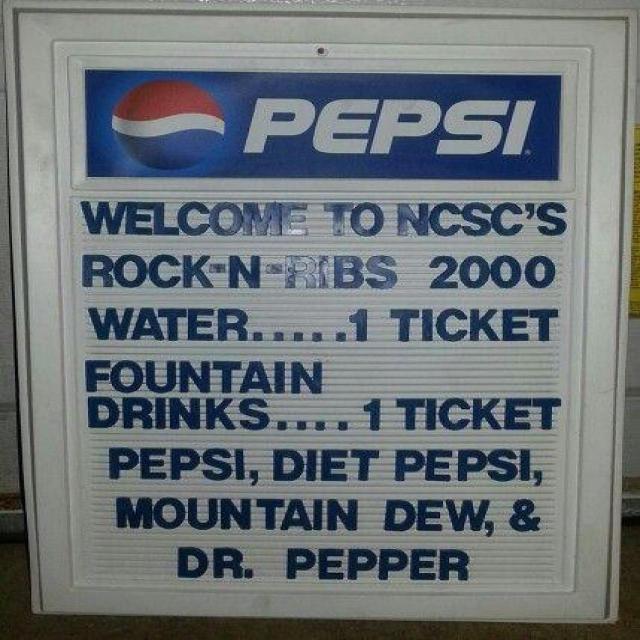 PEPSI
WELCOME TO NCSC'S
ROCK-N-RIBS 2000
WATER.....1 TICKET
FOUNTAIN
DRINKS.... 1 TICKET
PEPSI, DIET PEPSI,
MOUNTAIN DEW, &
DR. PEPPER